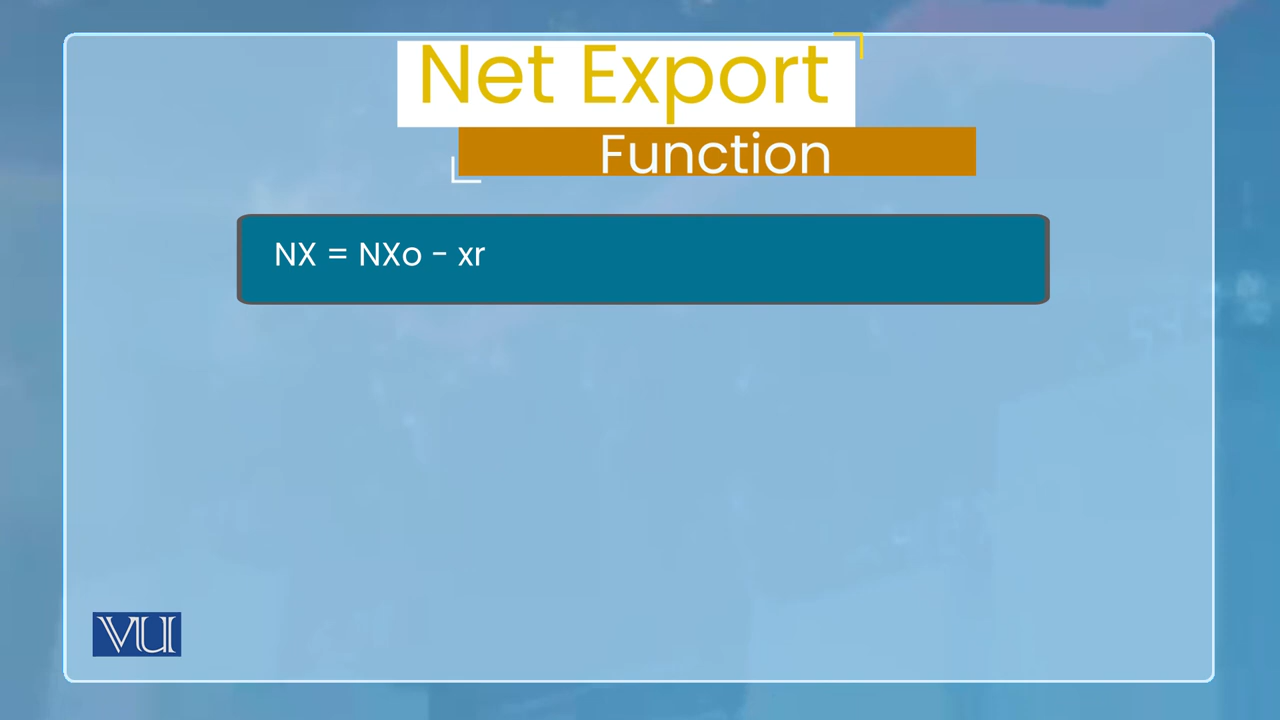 Net Export
Function
NX = NXo - xr
VU